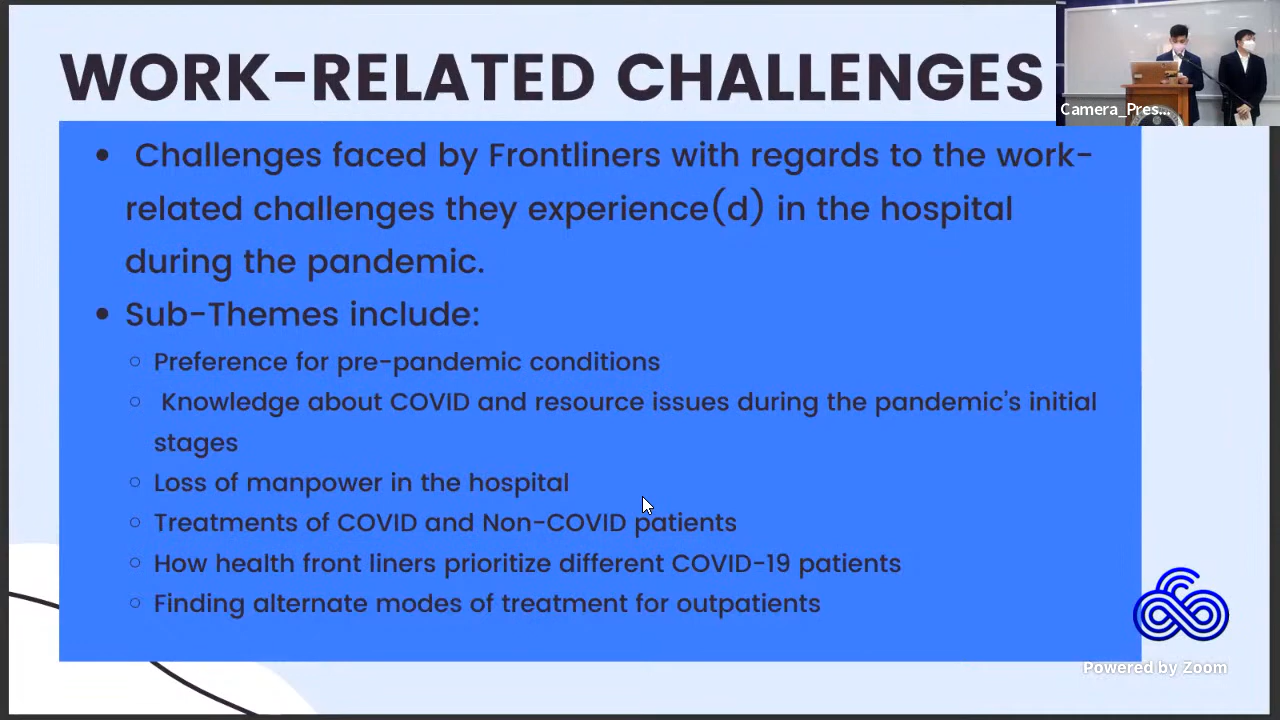 WORK-RELATED CHALLENGES
Camera_Pres...
• Challenges faced by Frontliners with regards to the work-
related challenges they experience(d) in the hospital
during the pandemic.
• Sub-Themes include:
○ Preference for pre-pandemic conditions
○ Knowledge about COVID and resource issues during the pandemic's initial
stages
○ Loss of manpower in the hospital
○ Treatments of COVID and Non-COVID patients
○ How health front liners prioritize different COVID-19 patients
○ Finding alternate modes of treatment for outpatients
Powered by Zoom